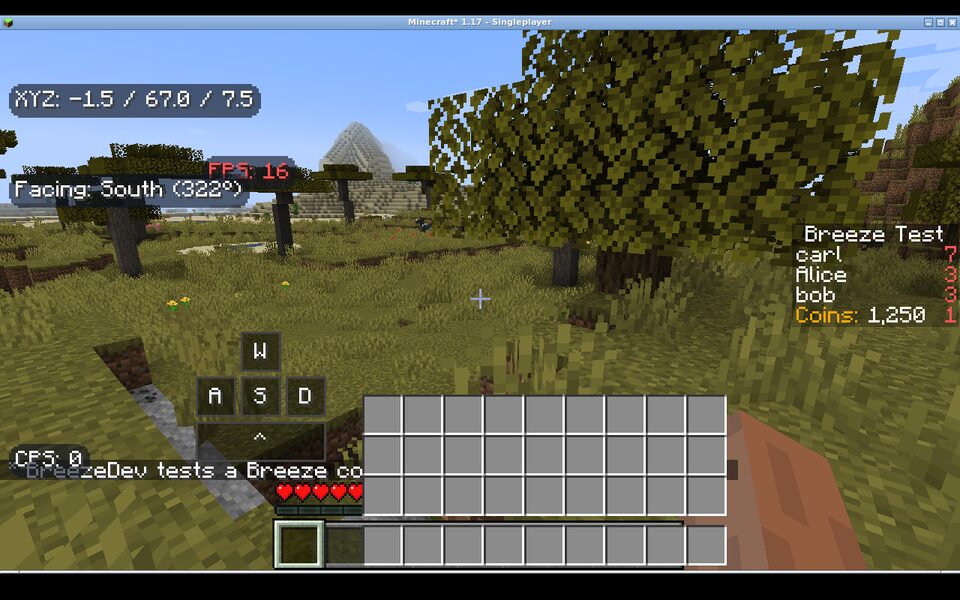 Minecraft* 1.17 - Singleplayer
XYZ: -1.5 / 67.0 / 7.5
FPS: 16
Facing: South (322°)
Breeze Test
carl 7
Alice 3
bob 3
Coins: 1,250 1
W
A S D
^
CPS: 0
BreezeDev tests a Breeze co